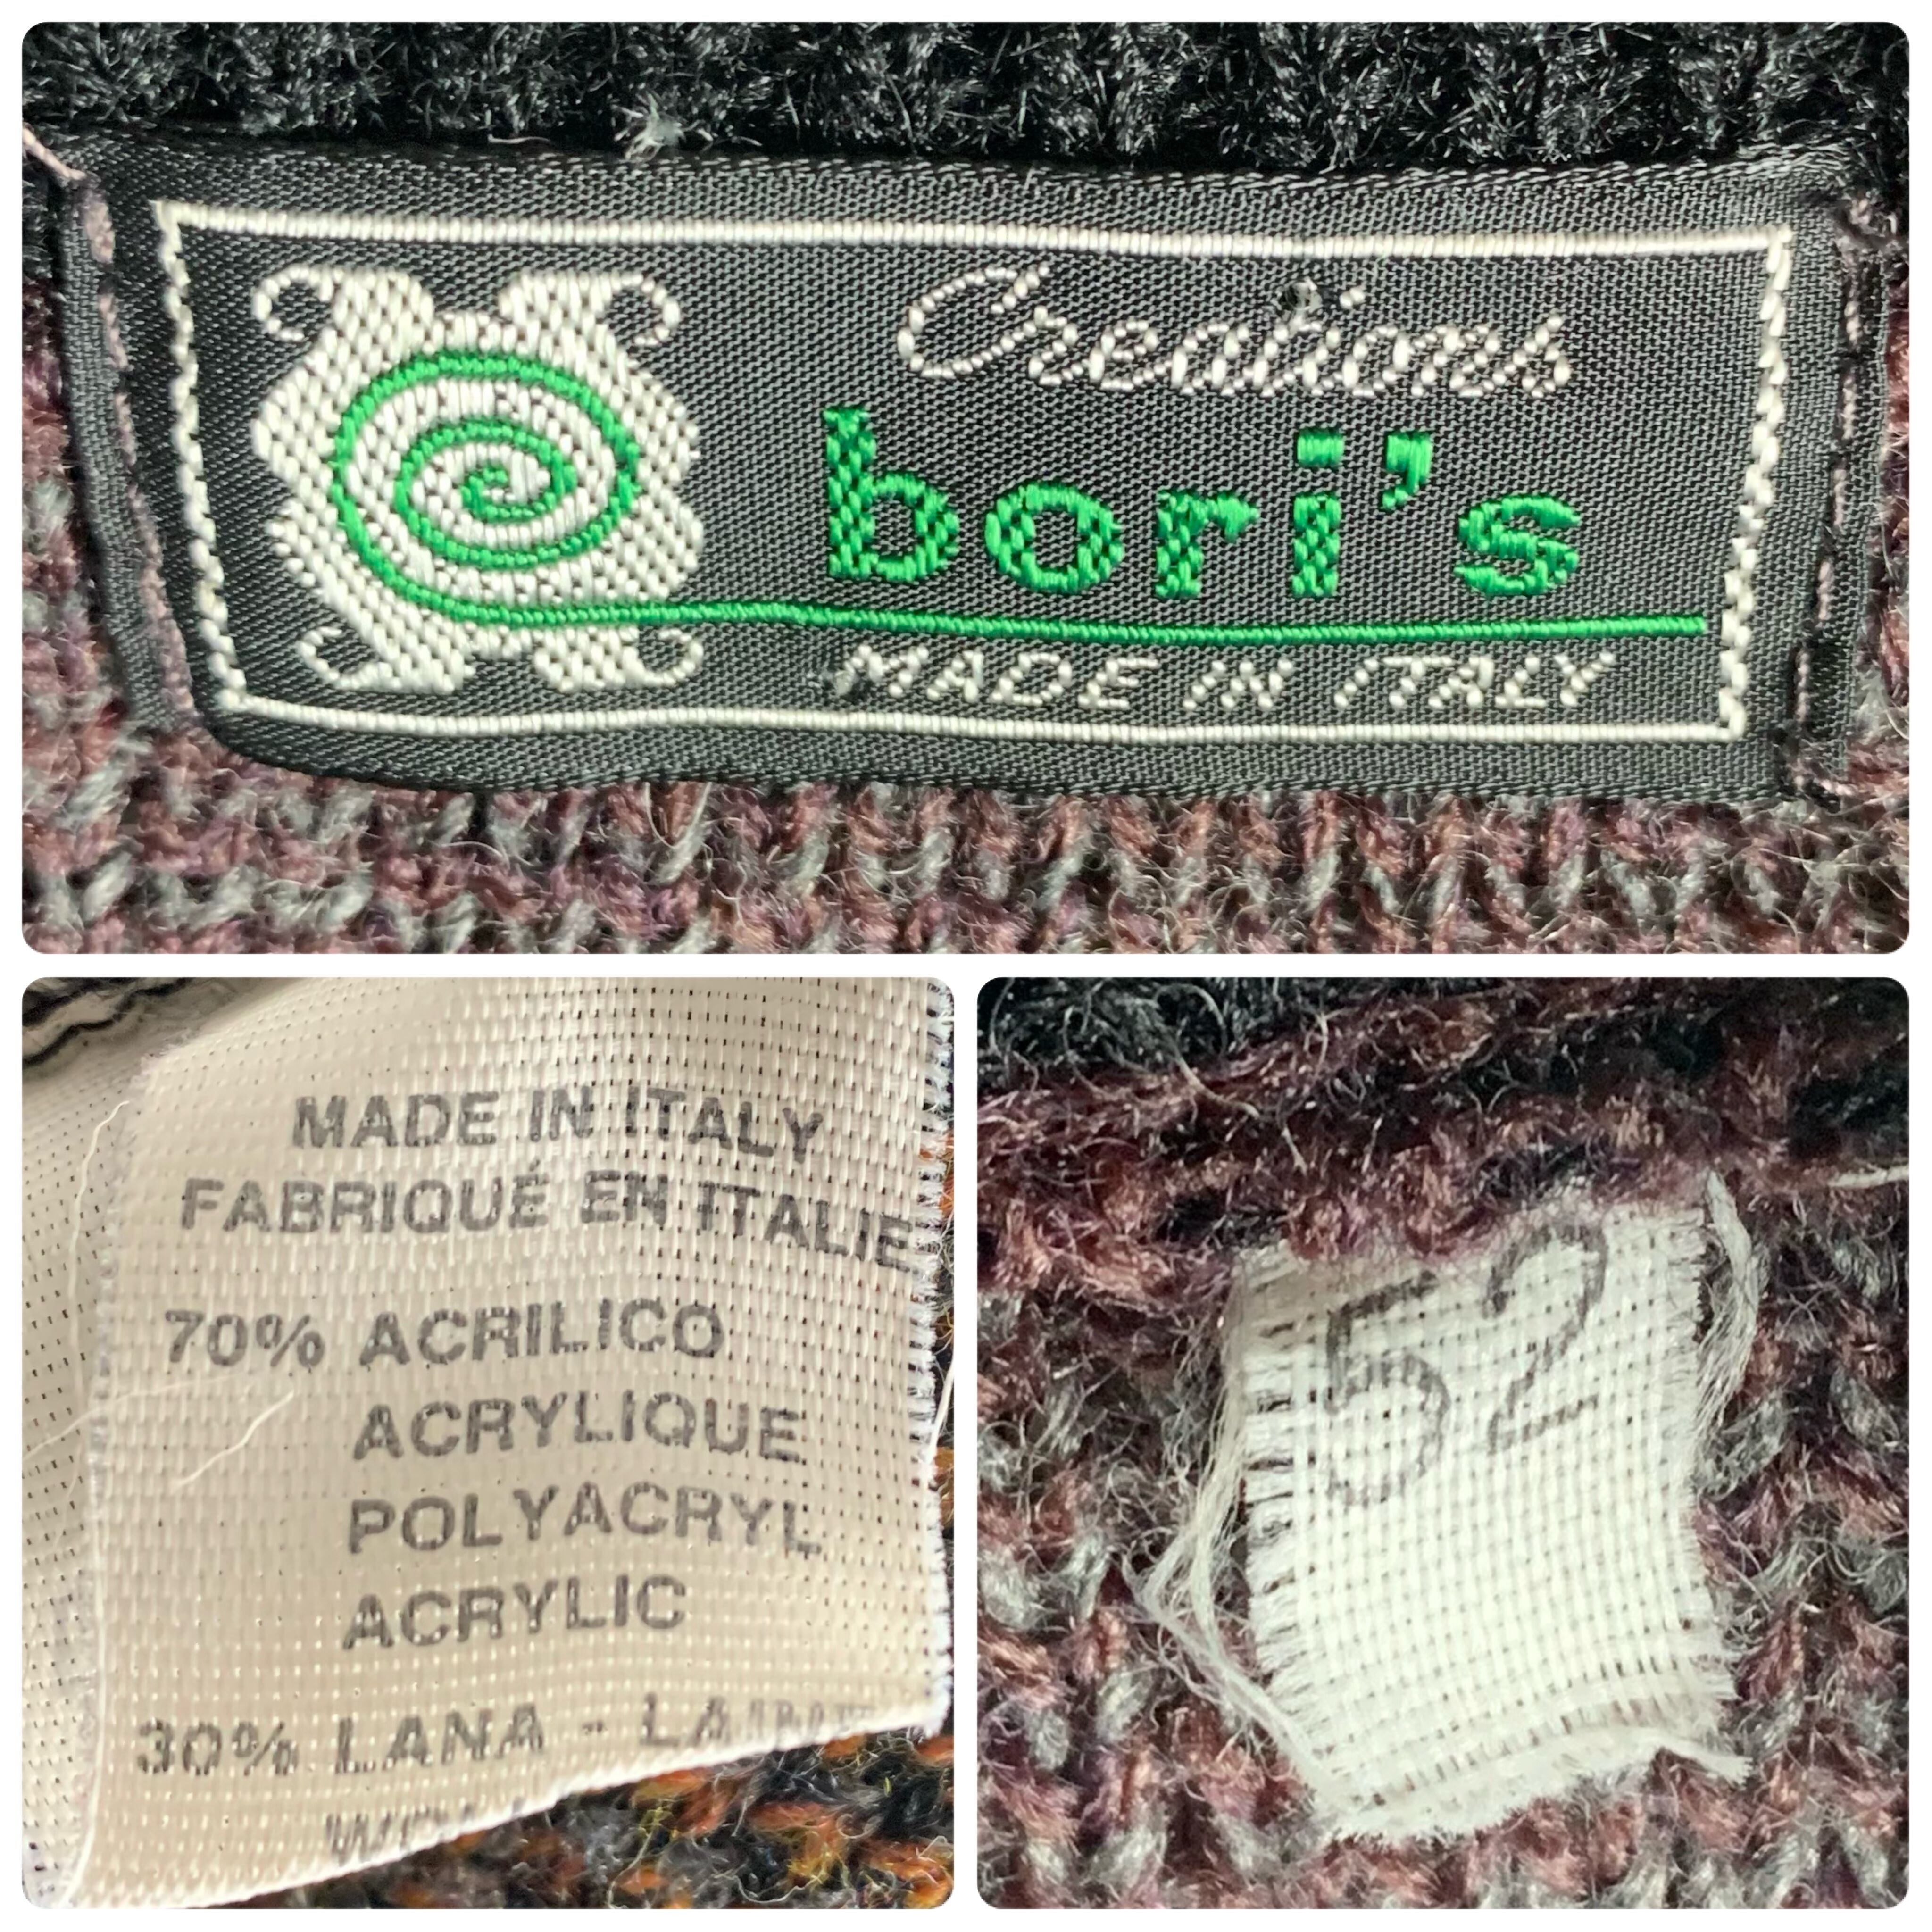 Creations
bori's
MADE IN ITALY
MADE IN ITALY
FABRIQUÉ EN ITALIE
70% ACRILICO
ACRYLIQUE
POLYACRYL
ACRYLIC
30% LANA -
52